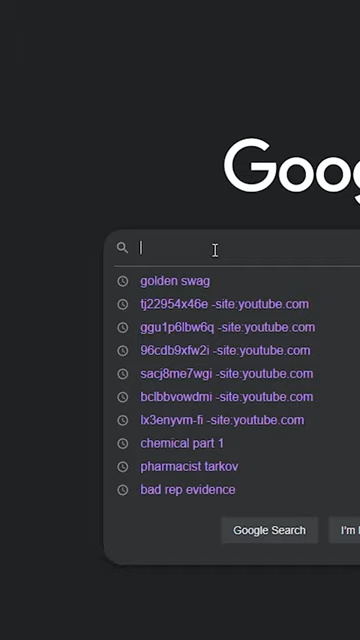 Goog
golden swag
tj22954x46e -site:youtube.com
ggu1p6lbw6q -site:youtube.com
96cdb9xfw2i -site:youtube.com
sacj8me7wgi -site:youtube.com
bclbbvowdmi -site:youtube.com
lx3enyvm-fi -site:youtube.com
chemical part 1
pharmacist tarkov
bad rep evidence
Google Search
I'm